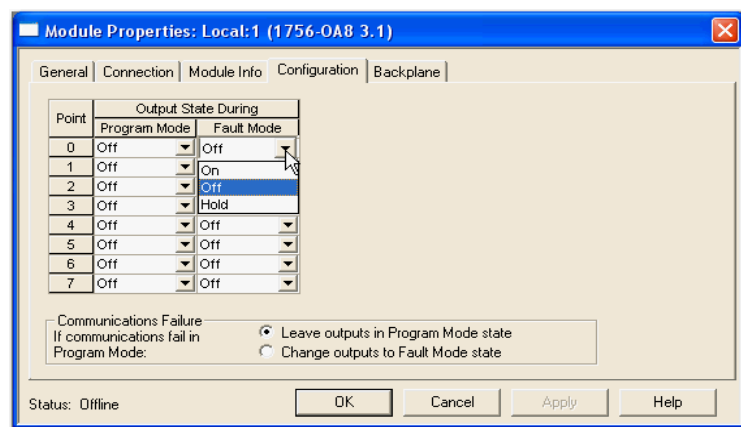 Module Properties: Local:1 (1756-OA8 3.1)
General Connection Module Info Configuration Backplane
Point Output State During
Program Mode Fault Mode
0 Off Off
1 Off On
2 Off Off
3 Off Hold
4 Off Off
5 Off Off
6 Off Off
7 Off Off
Communications Failure
If communications fail in Program Mode:
Leave outputs in Program Mode state
Change outputs to Fault Mode state
Status: Offline OK Cancel Apply Help